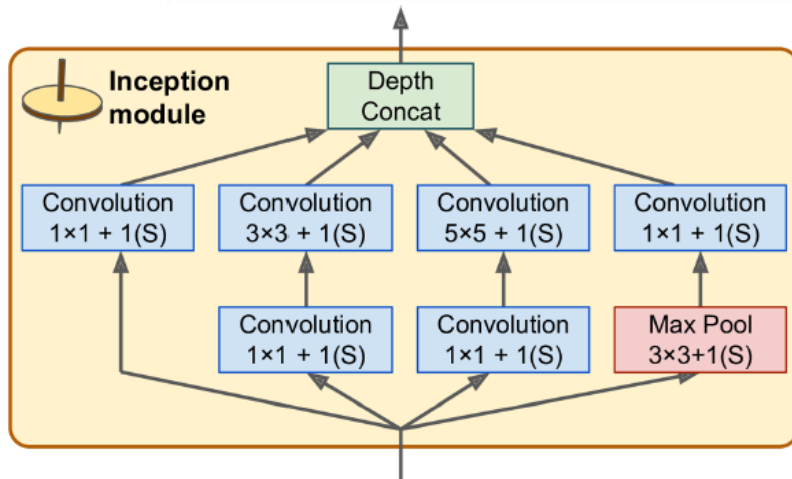 Inception
module
Depth
Concat
Convolution
1×1 + 1(S)
Convolution
3×3 + 1(S)
Convolution
5×5 + 1(S)
Convolution
1×1 + 1(S)
Convolution
1×1 + 1(S)
Convolution
1×1 + 1(S)
Max Pool
3×3+1(S)